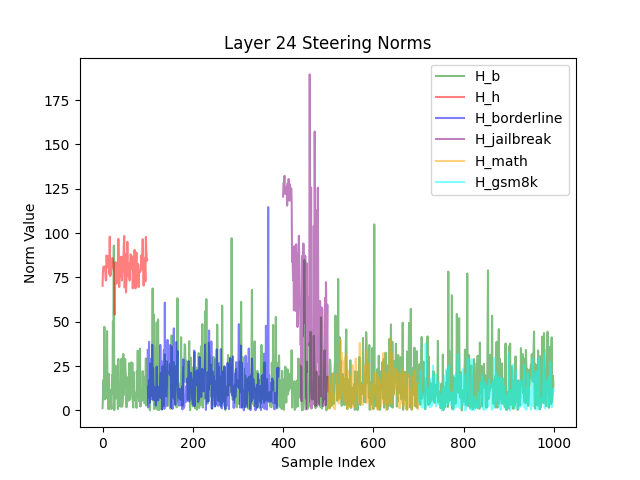 Layer 24 Steering Norms
Norm Value
175
150
125
100
75
50
25
0
0
200
400
600
800
1000
Sample Index
H_b
H_h
H_borderline
H_jailbreak
H_math
H_gsm8k